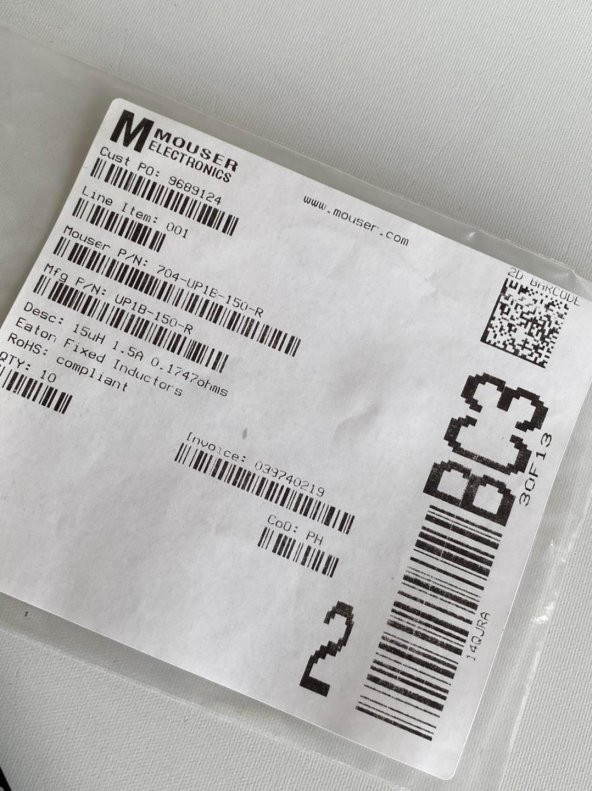 M MOUSER
ELECTRONICS
www.mouser.com
Cust PO: 9689124
Line Item: 001
Mouser P/N: 704-UP1B-150-R
Mfg P/N: UP1B-150-R
Desc: 15uH 1.5A 0.1747ohms
Eaton Fixed Inductors
RoHS: compliant
QTY: 10
Invoice: 039740219
CoO: PH
2D BARCODE
BC3
3OF13
14QJRA
2